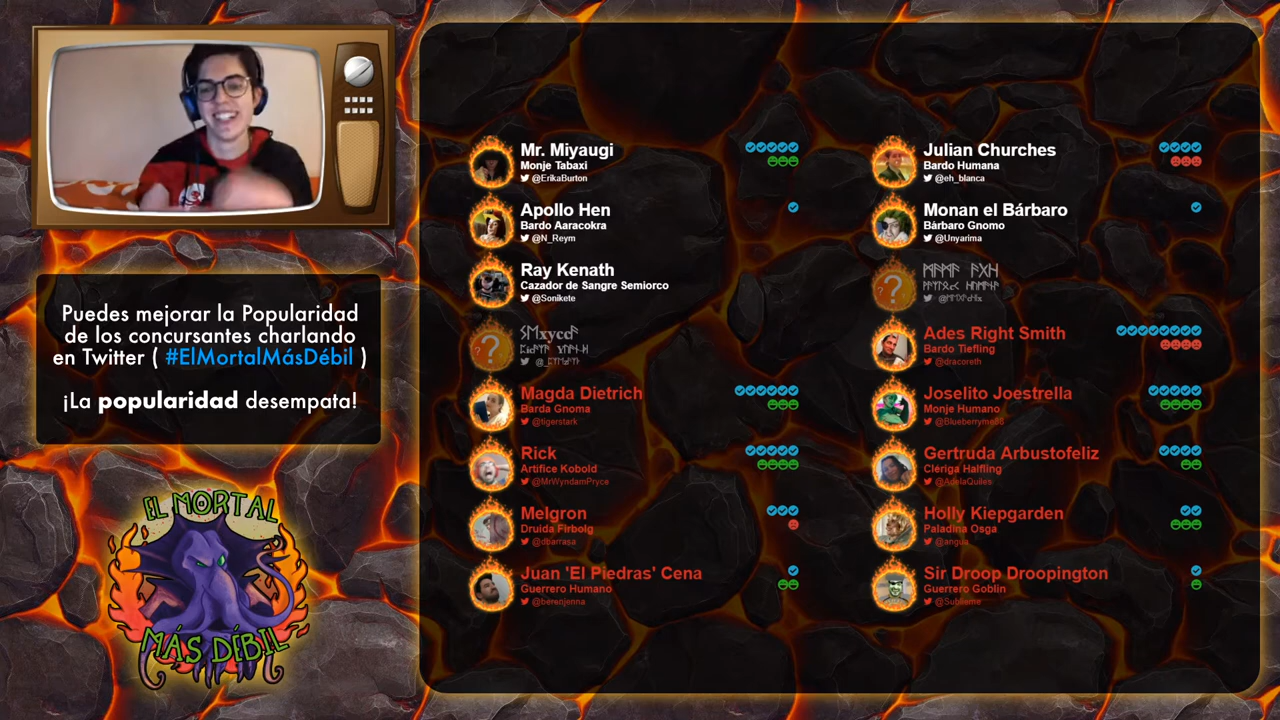 Puedes mejorar la Popularidad
de los concursantes charlando
en Twitter ( #ElMortalMásDébil )
¡La popularidad desempata!
EL MORTAL
MÁS DÉBIL
Mr. Miyaugi
Monje Tabaxi
@ErikaBurton
Apollo Hen
Bardo Aaracokra
@N_Reym
Ray Kenath
Cazador de Sangre Semiorco
@Sonikete
?
Magda Dietrich
Barda Gnoma
@tigerstark
Rick
Artifice Kobold
@MrWyndamPryce
Melgron
Druida Firbolg
@dbarrasa
Juan 'El Piedras' Cena
Guerrero Humano
@berenjenna
Julian Churches
Bardo Humana
@eh_blanca
Monan el Bárbaro
Bárbaro Gnomo
@Unyarima
?
Ades Right Smith
Bardo Tiefling
@dracoreth
Joselito Joestrella
Monje Humano
Gertruda Arbustofeliz
Clériga Halfling
@AdelaQuiles
Holly Kiepgarden
Paladina Osga
@angua
Sir Droop Droopington
Guerrero Goblin